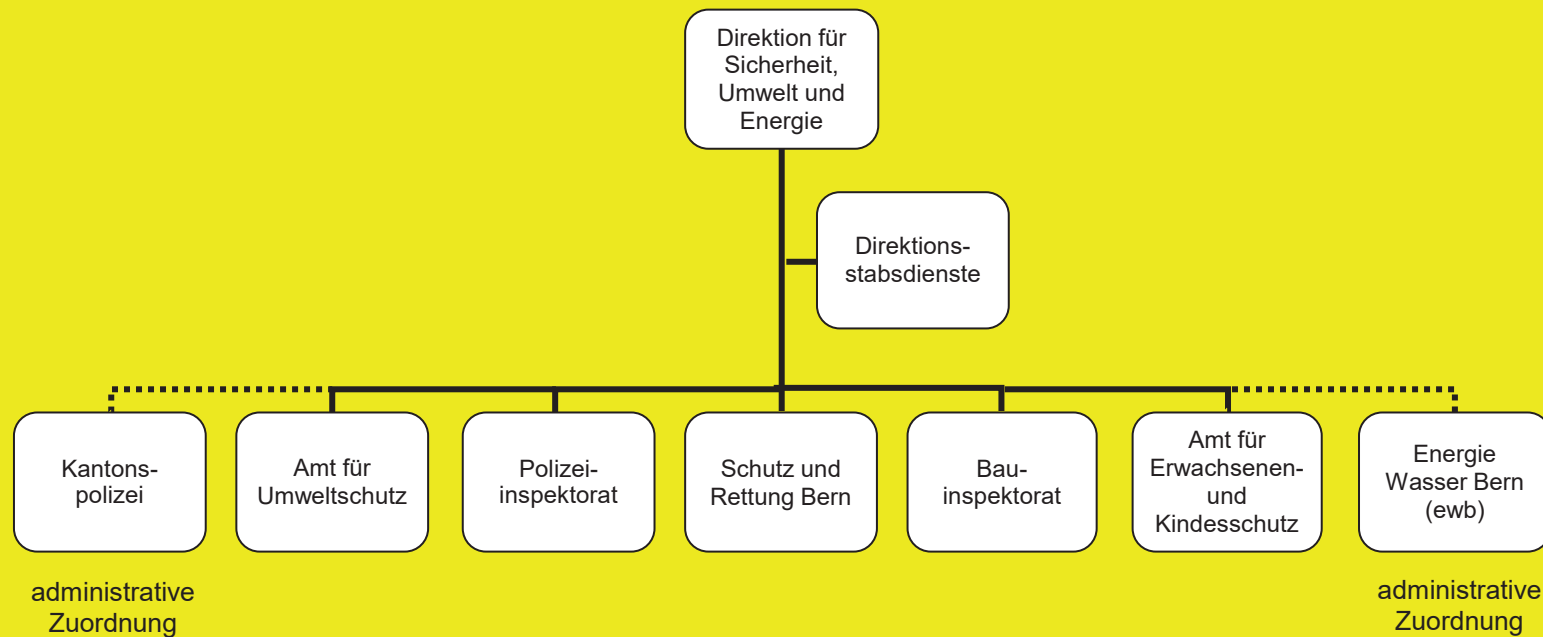 Direktion für
Sicherheit,
Umwelt und
Energie
Direktions-
stabsdienste
Kantons-
polizei
Amt für
Umweltschutz
Polizei-
inspektorat
Schutz und
Rettung Bern
Bau-
inspektorat
Amt für
Erwachsenen-
und
Kindesschutz
Energie
Wasser Bern
(ewb)
administrative
Zuordnung
administrative
Zuordnung